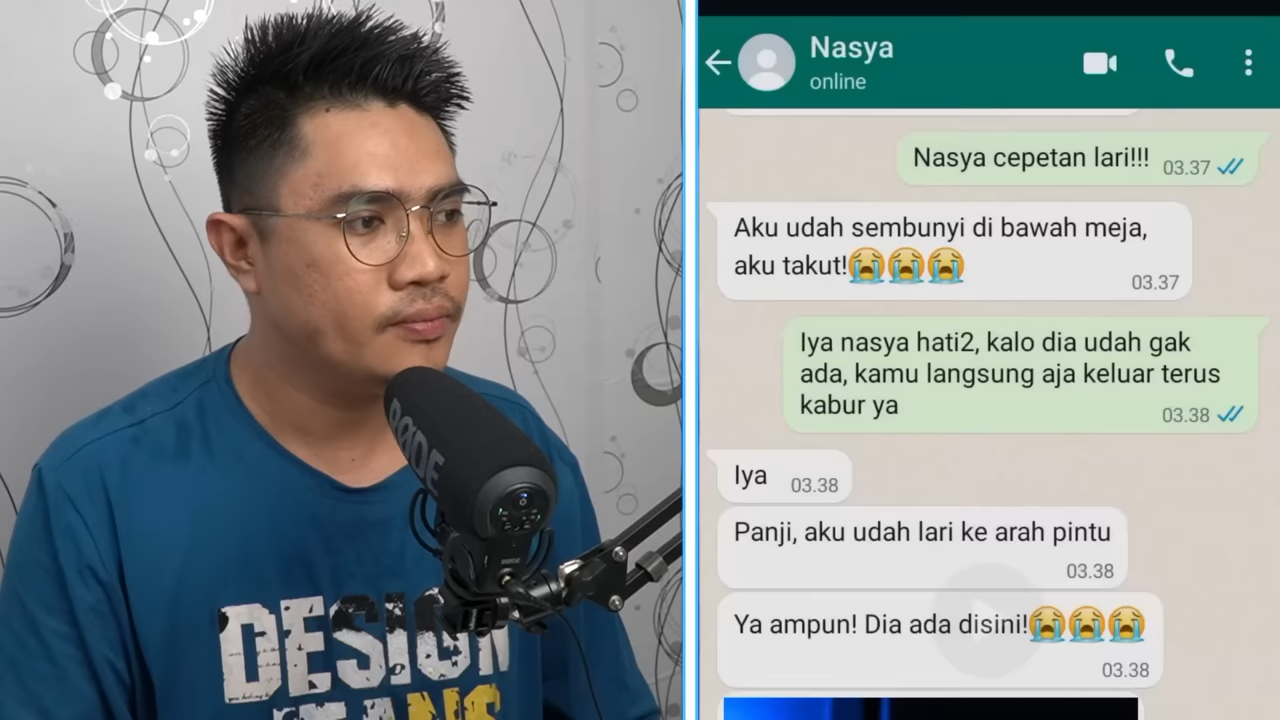 RODE
DESIGN
JEANS
Nasya
online
Nasya cepetan lari!!!
03.37
Aku udah sembunyi di bawah meja,
aku takut!😭😭😭
03.37
Iya nasya hati2, kalo dia udah gak
ada, kamu langsung aja keluar terus
kabur ya
03.38
Iya
03.38
Panji, aku udah lari ke arah pintu
03.38
Ya ampun! Dia ada disini!😭😭😭
03.38